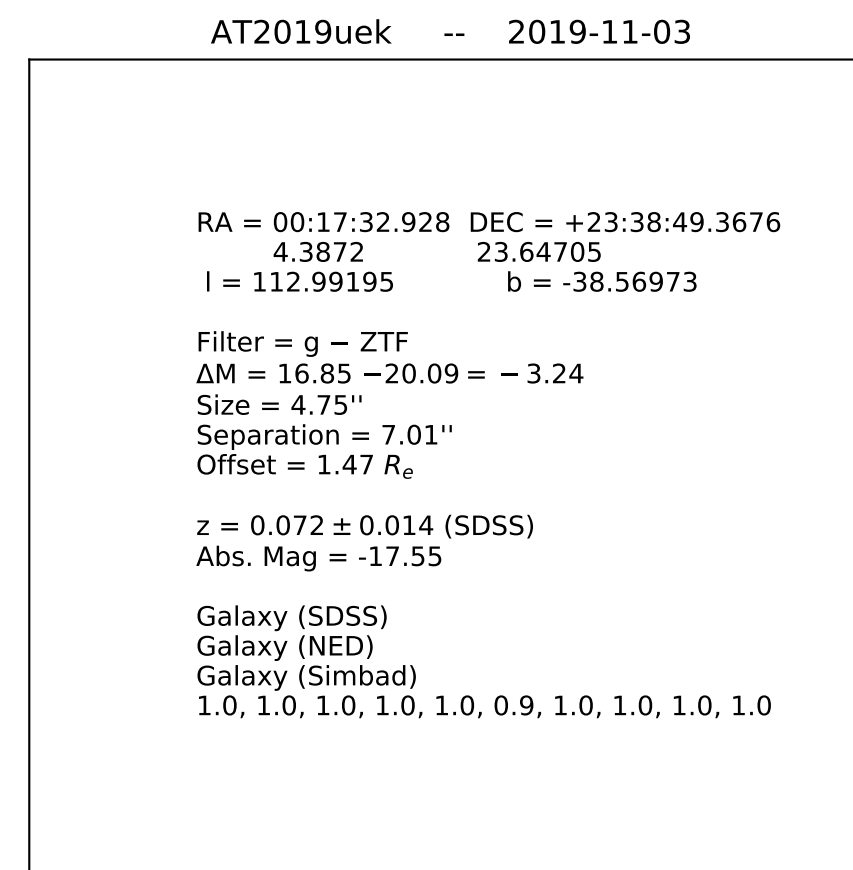 AT2019uek -- 2019-11-03
RA = 00:17:32.928 DEC = +23:38:49.3676
4.3872 23.64705
l = 112.99195 b = -38.56973
Filter = g − ZTF
ΔM = 16.85 −20.09 = − 3.24
Size = 4.75''
Separation = 7.01''
Offset = 1.47 Re
z = 0.072 ± 0.014 (SDSS)
Abs. Mag = -17.55
Galaxy (SDSS)
Galaxy (NED)
Galaxy (Simbad)
1.0, 1.0, 1.0, 1.0, 1.0, 0.9, 1.0, 1.0, 1.0, 1.0